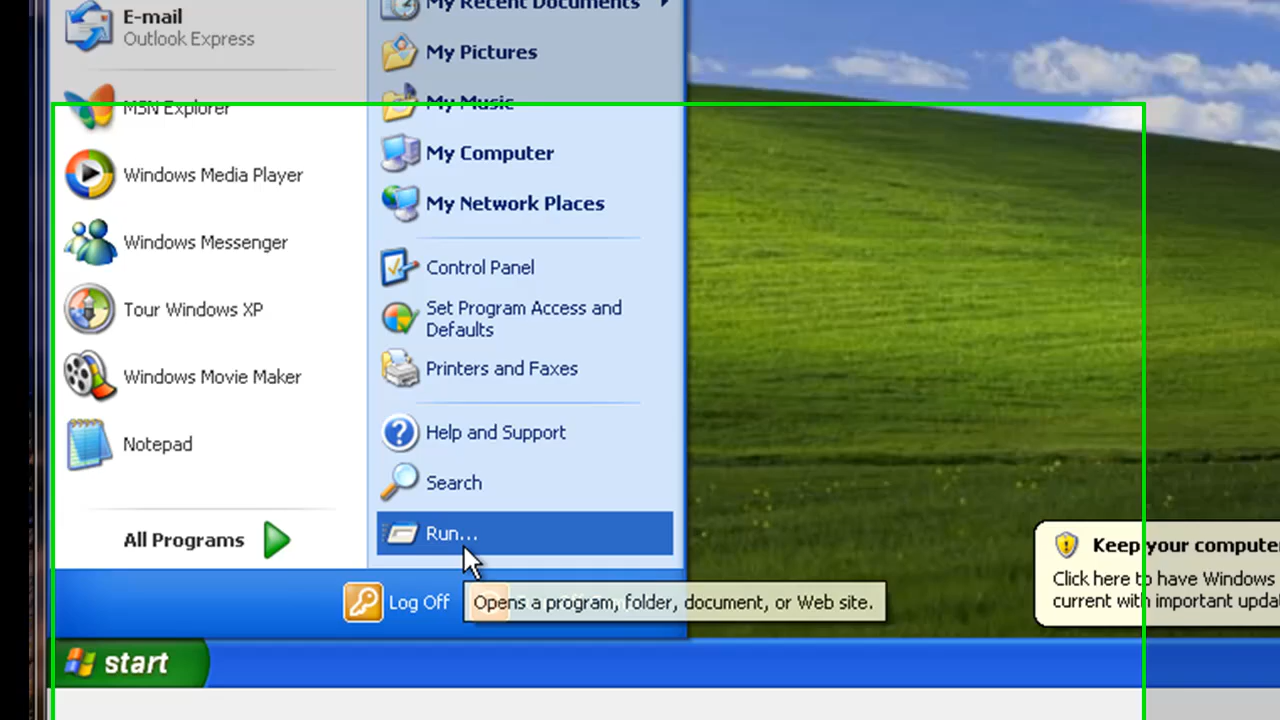 E-mail
Outlook Express
MSN Explorer
Windows Media Player
Windows Messenger
Tour Windows XP
Windows Movie Maker
Notepad
All Programs
My Recent Documents
My Pictures
My Music
My Computer
My Network Places
Control Panel
Set Program Access and
Defaults
Printers and Faxes
Help and Support
Search
Run...
Log Off
Opens a program, folder, document, or Web site.
Keep your computer
Click here to have Windows
current with important upda
start